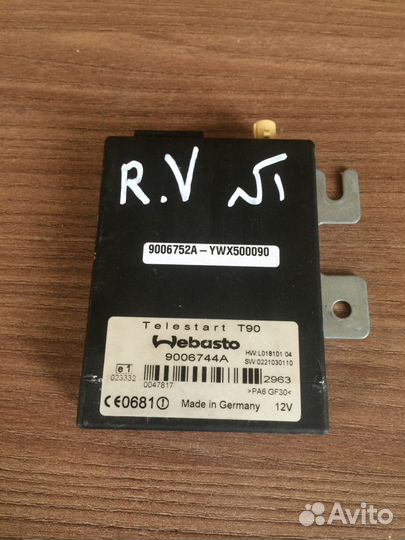 R.V
9006752A-YWX500090
Telestart T90
Webasto
9006744A
HW:L018101 04
SW:0221030110
e1
023332
0047817
2963
>PA6 GF30<
CE0681
Made in Germany
12V
Avito